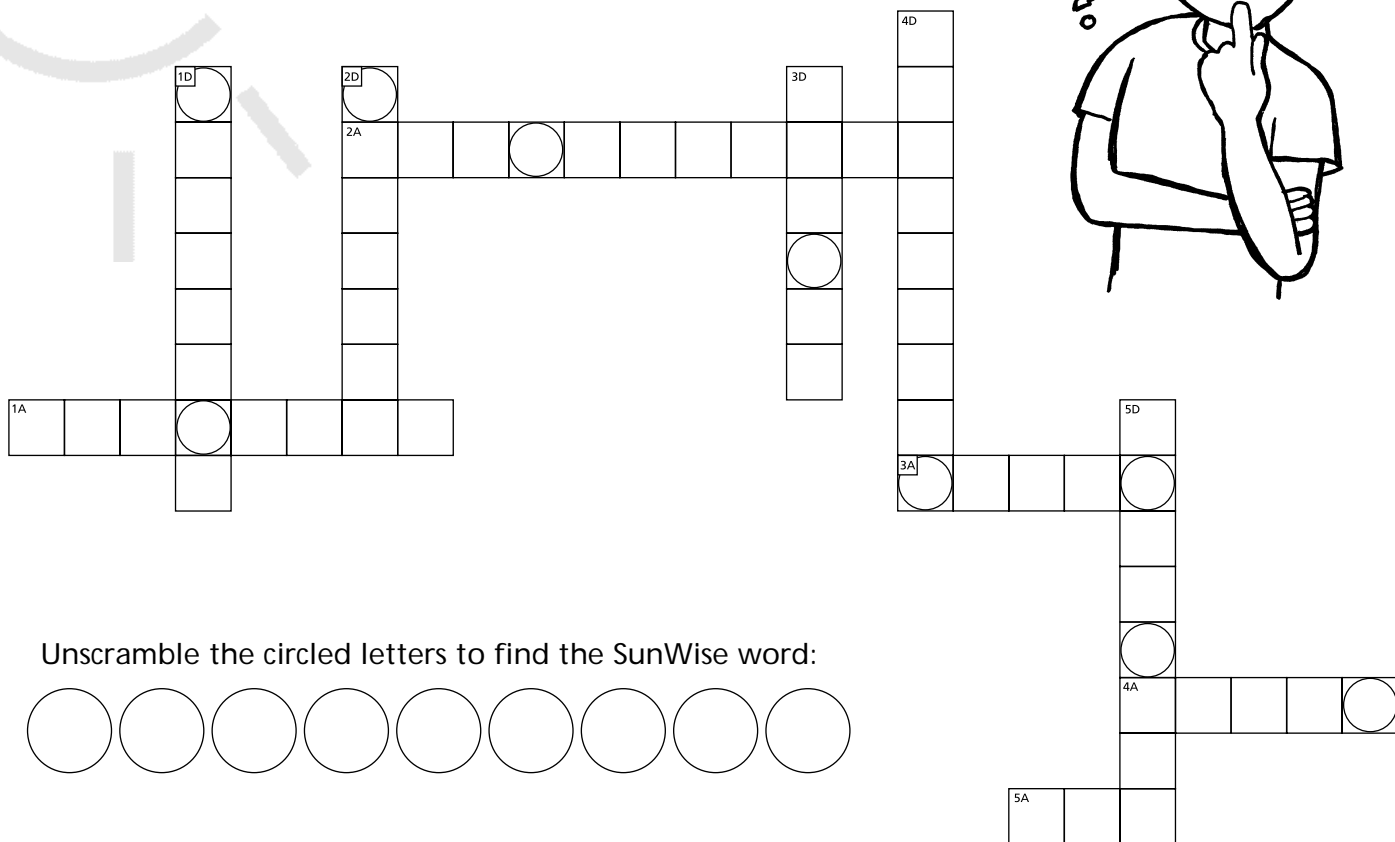 4D
1D
2D
3D
2A
1A
5D
3A
Unscramble the circled letters to find the SunWise word:
4A
5A